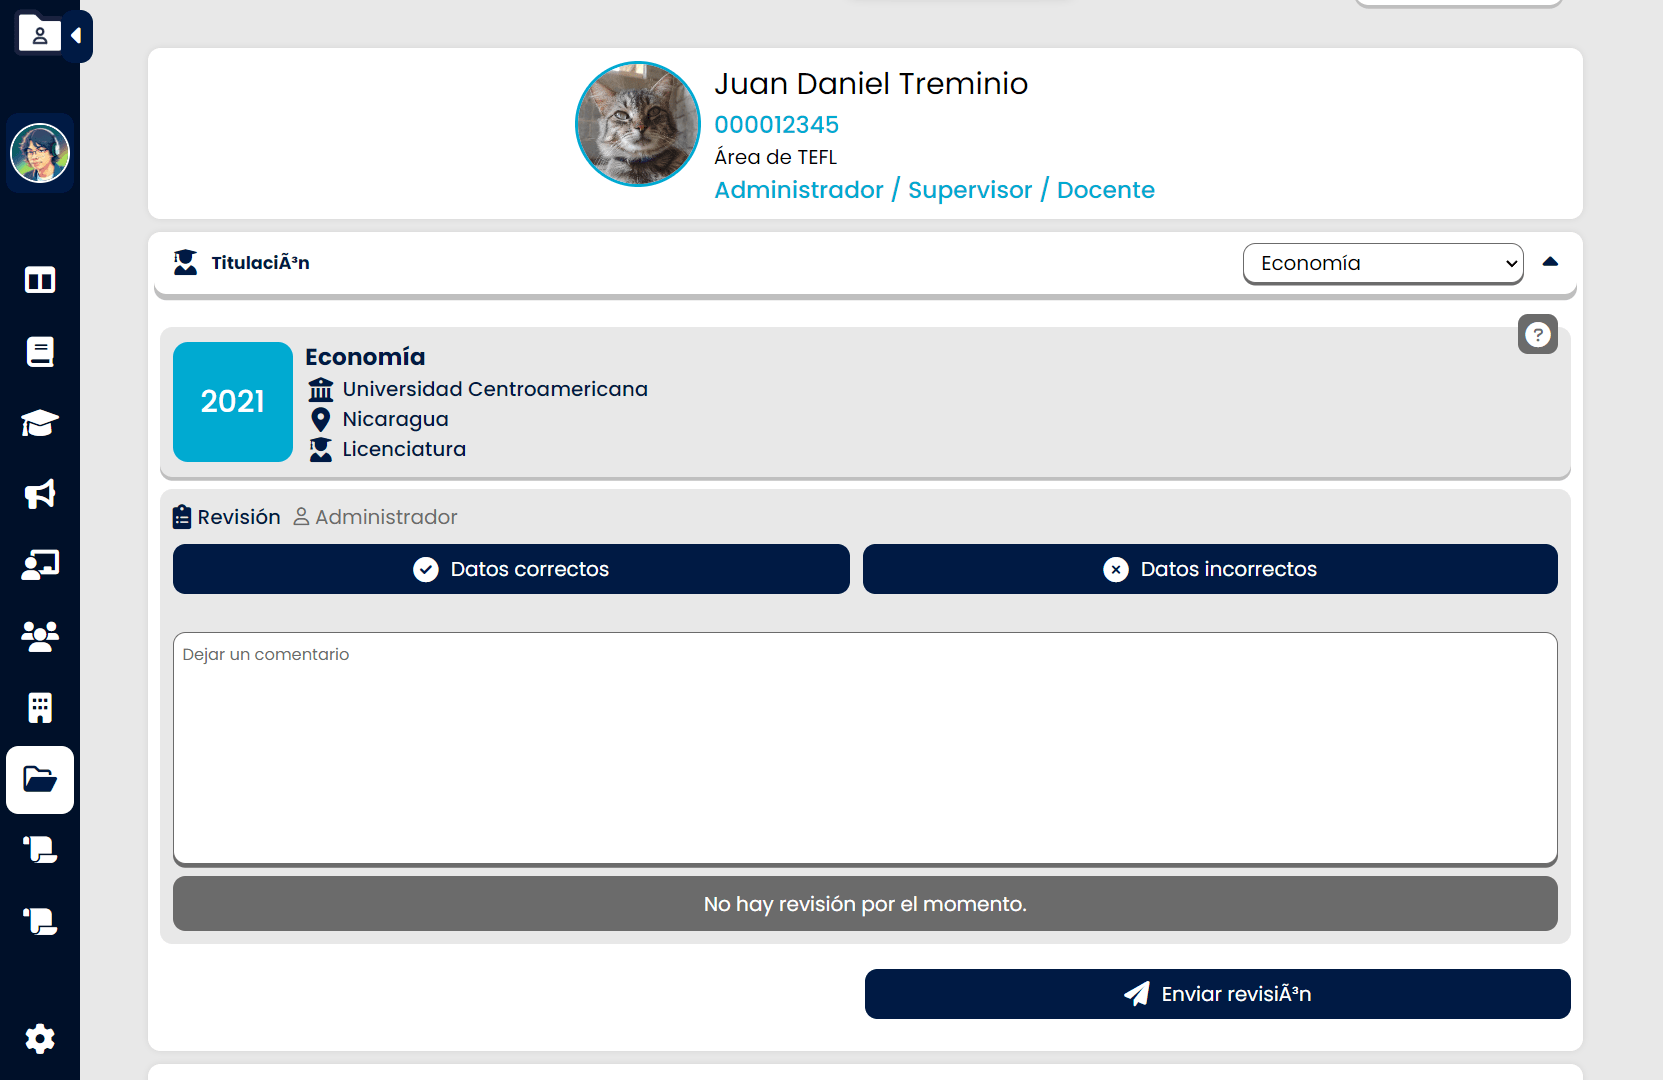 Juan Daniel Treminio
000012345
Área de TEFL
Administrador / Supervisor / Docente
TitulaciÃ³n
Economía
?
2021
Economía
Universidad Centroamericana
Nicaragua
Licenciatura
Revisión Administrador
Datos correctos
Datos incorrectos
Dejar un comentario
No hay revisión por el momento.
Enviar revisiÃ³n